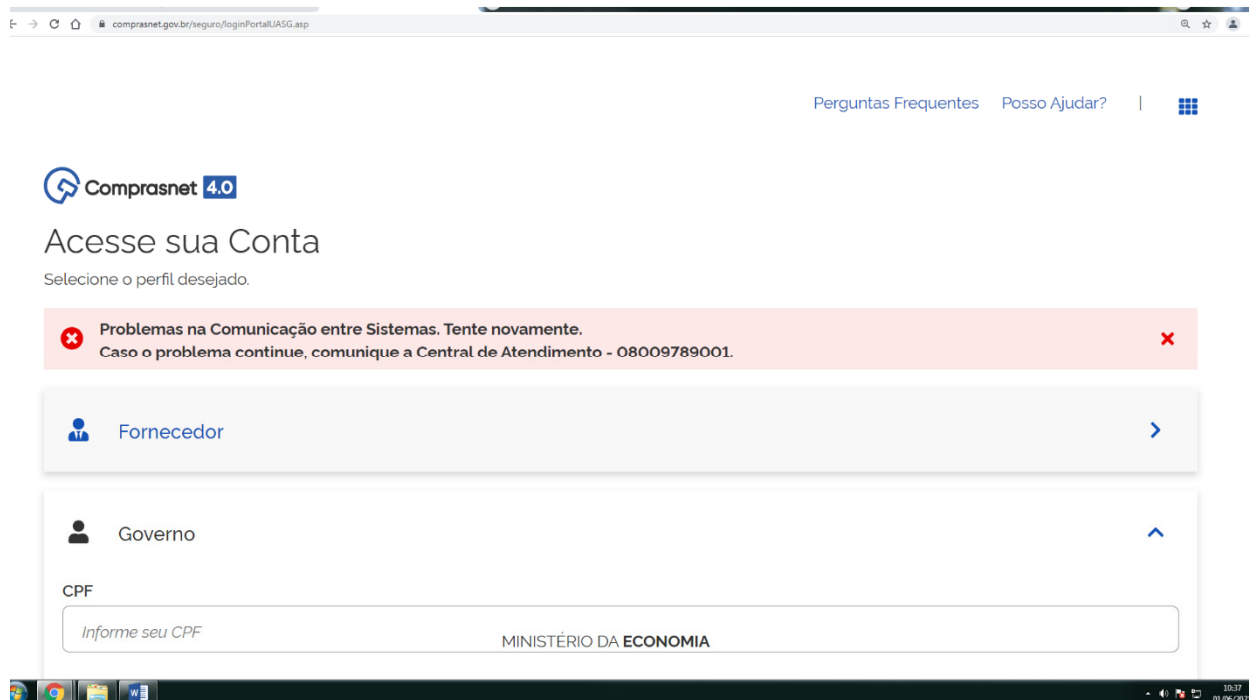 comprasnet.gov.br/seguro/loginPortalUASG.asp
Perguntas Frequentes Posso Ajudar? |
Comprasnet 4.0
Acesse sua Conta
Selecione o perfil desejado.
Problemas na Comunicação entre Sistemas. Tente novamente.
Caso o problema continue, comunique a Central de Atendimento - 08009789001.
Fornecedor
Governo
CPF
Informe seu CPF
MINISTÉRIO DA ECONOMIA
10:37